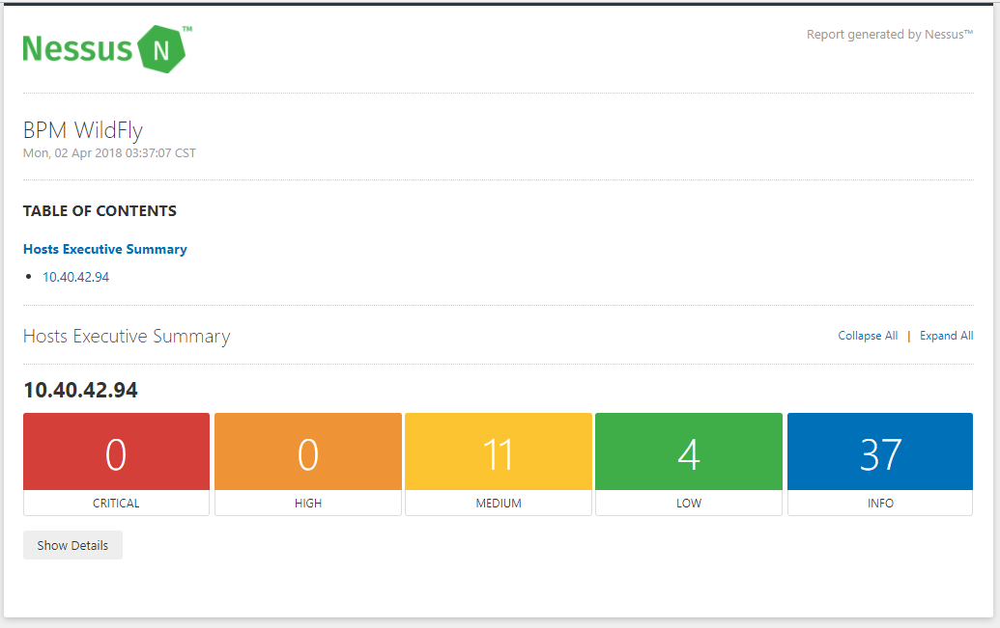 Nessus N™
Report generated by Nessus™
BPM WildFly
Mon, 02 Apr 2018 03:37:07 CST
TABLE OF CONTENTS
Hosts Executive Summary
• 10.40.42.94
Hosts Executive Summary
Collapse All | Expand All
10.40.42.94
0 0 11 4 37
CRITICAL HIGH MEDIUM LOW INFO
Show Details